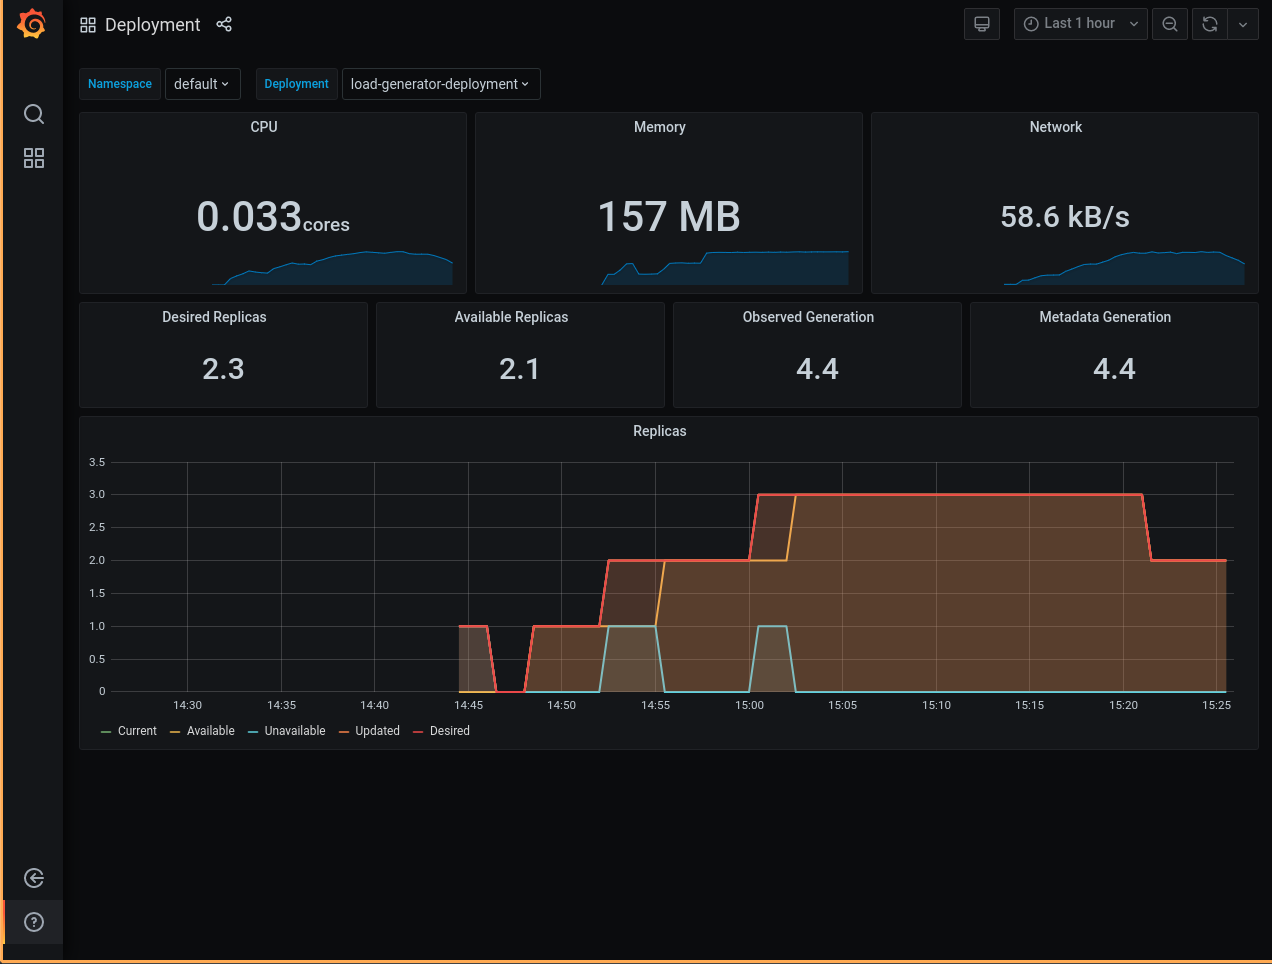 Deployment
Last 1 hour
Namespace default Deployment load-generator-deployment
CPU
0.033cores
Memory
157 MB
Network
58.6 kB/s
Desired Replicas
2.3
Available Replicas
2.1
Observed Generation
4.4
Metadata Generation
4.4
Replicas
3.5
3.0
2.5
2.0
1.5
1.0
0.5
0
14:30 14:35 14:40 14:45 14:50 14:55 15:00 15:05 15:10 15:15 15:20 15:25
Current Available Unavailable Updated Desired